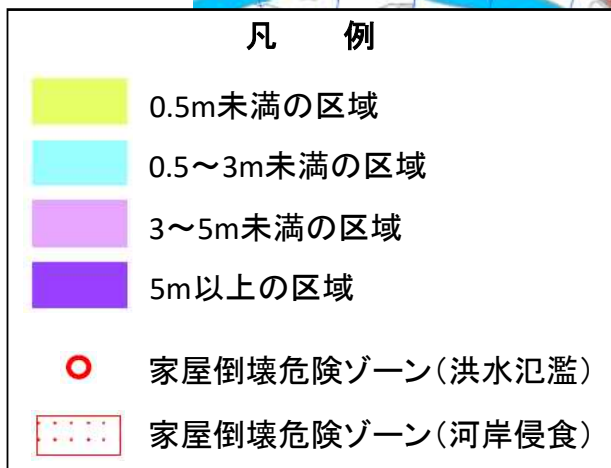 凡　　例
0.5m未満の区域
0.5～3m未満の区域
3～5m未満の区域
5m以上の区域
家屋倒壊危険ゾーン（洪水氾濫）
家屋倒壊危険ゾーン（河岸侵食）